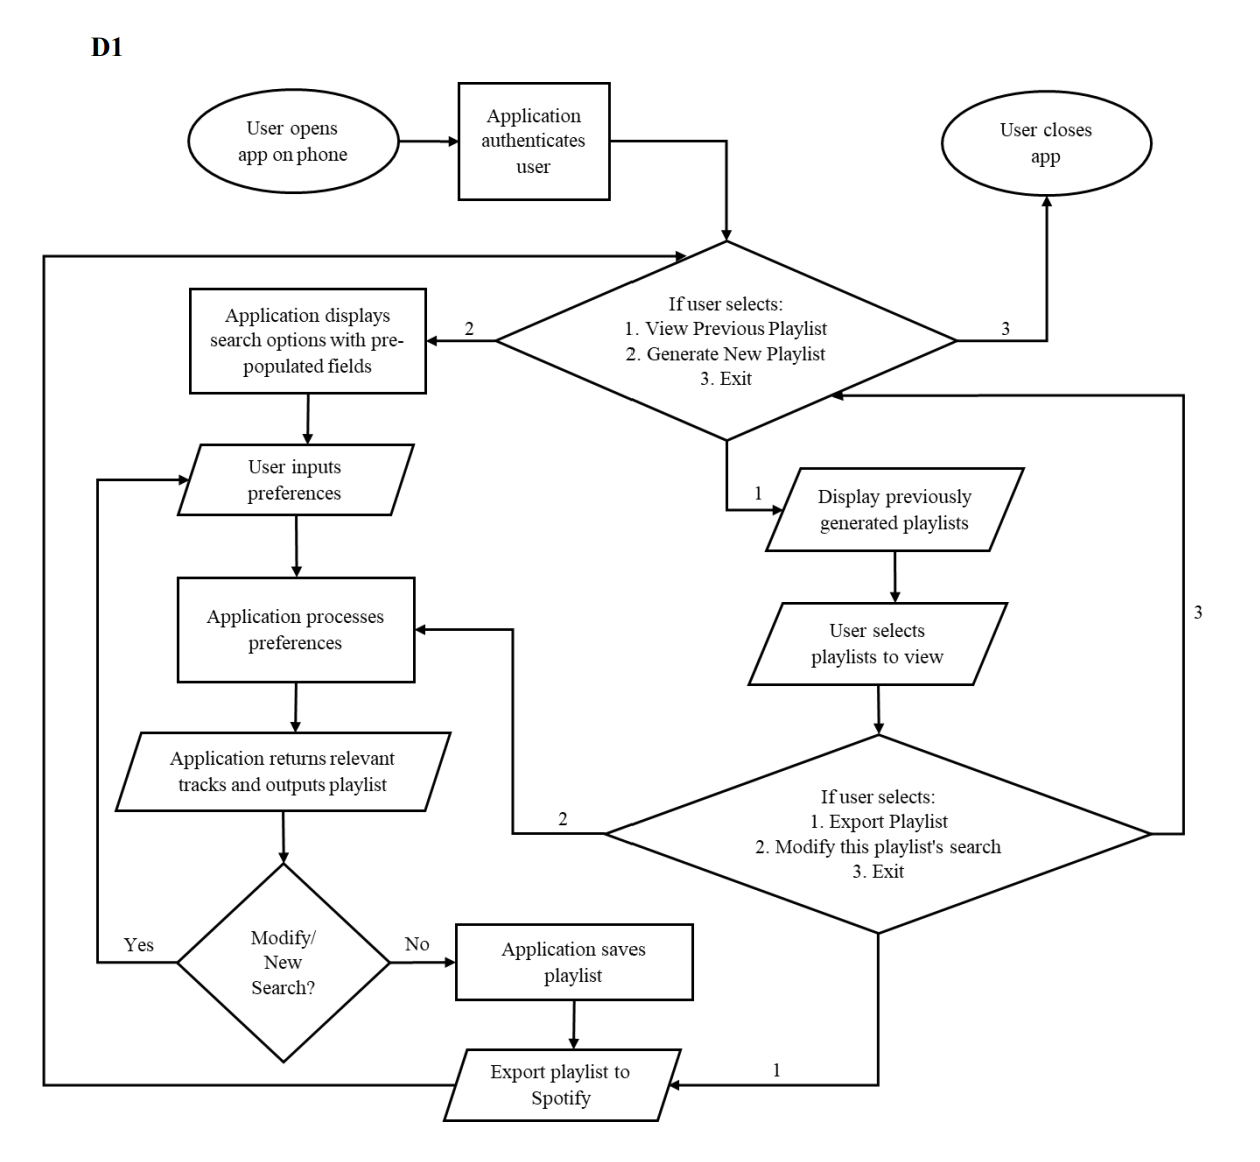 D1
User opens
app on phone
Application
authenticates
user
User closes
app
If user selects:
1. View Previous Playlist
2. Generate New Playlist
3. Exit
2
3
Application displays
search options with pre-
populated fields
User inputs
preferences
1
Display previously
generated playlists
Application processes
preferences
User selects
playlists to view
3
Application returns relevant
tracks and outputs playlist
2
If user selects:
1. Export Playlist
2. Modify this playlist's search
3. Exit
Yes
Modify/
New
Search?
No
Application saves
playlist
Export playlist to
Spotify
1